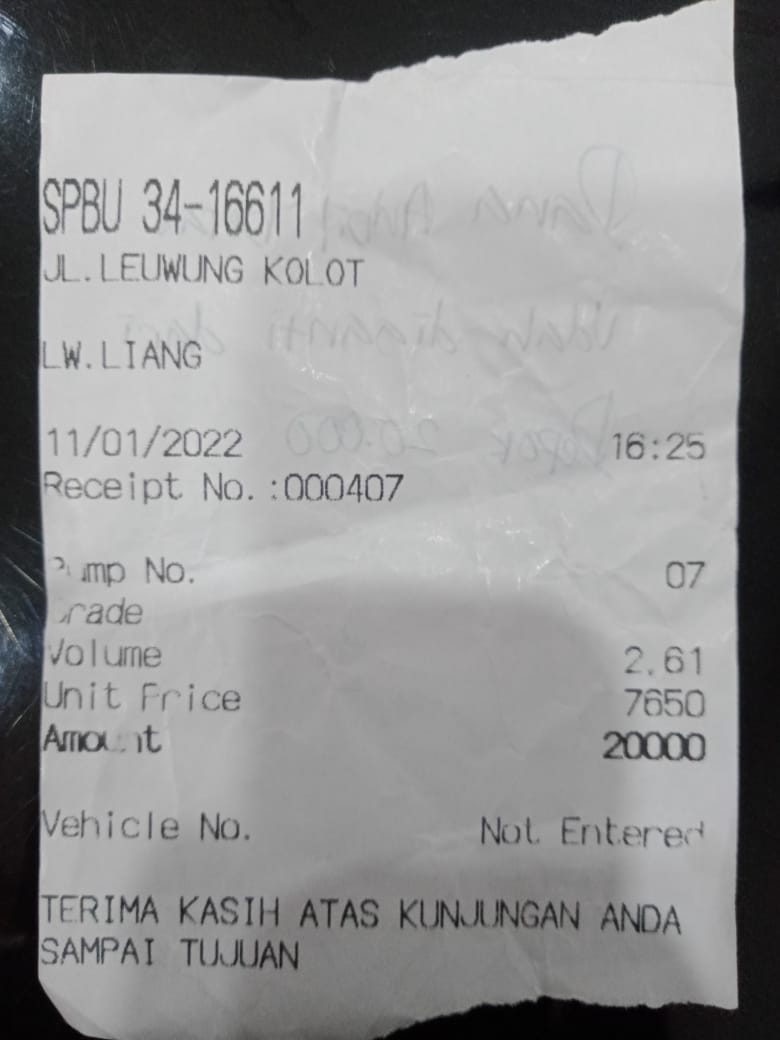 SPBU 34-16611
JL.LEUWUNG KOLOT
LW.LIANG
11/01/2022 16:25
Receipt No.:000407
Pump No. 07
Grade
Volume 2.61
Unit Price 7650
Amount 20000
Vehicle No. Not Entered
TERIMA KASIH ATAS KUNJUNGAN ANDA
SAMPAI TUJUAN